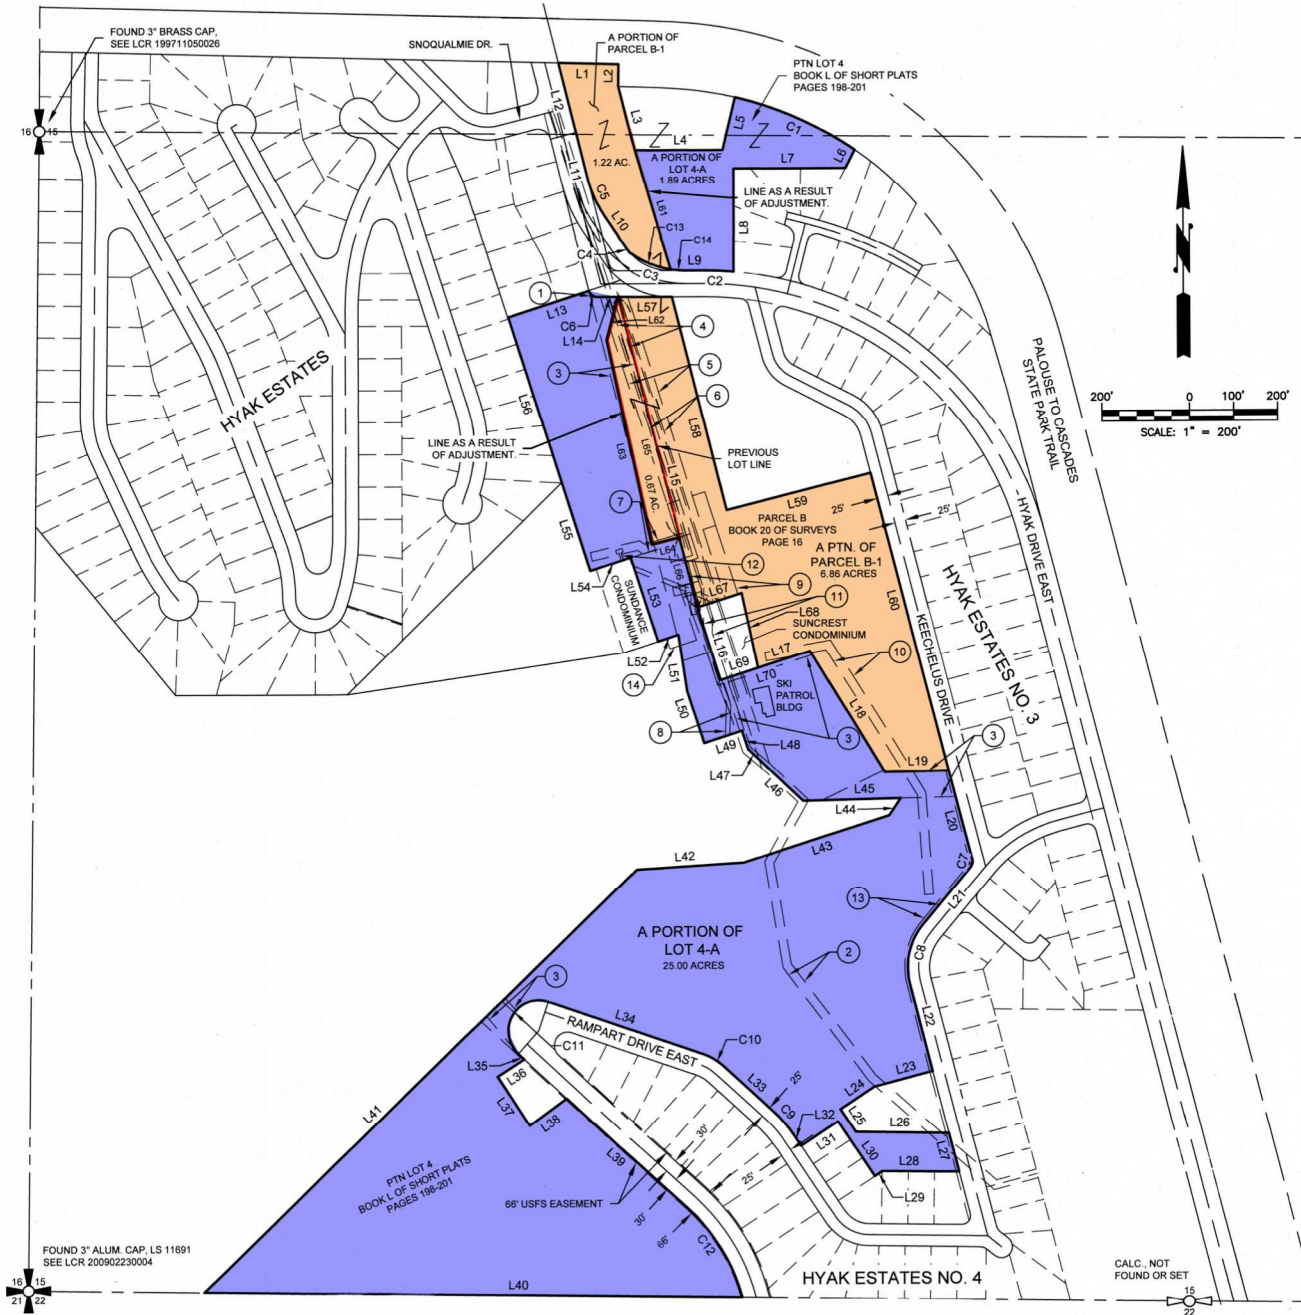 FOUND 3" BRASS CAP,
SEE LCR 199711050026
SNOQUALMIE DR.
A PORTION OF
PARCEL B-1
PTN LOT 4
BOOK L OF SHORT PLATS
PAGES 198-201
16 15
L1
L2
L12
L3
L4
L5
C1
L6
L7
1.22 AC.
A PORTION OF
LOT 4-A
1.89 ACRES
LINE AS A RESULT
OF ADJUSTMENT.
L11
C5
L10
L61
C13
L8
C14
L9
C4
C3
C2
1
L13
C6
L14
L57
L62
4
3
5
6
HYAK ESTATES
L56
L58
LINE AS A RESULT
OF ADJUSTMENT.
L63
L65
L15
PREVIOUS
LOT LINE
0.67 AC.
7
L59
25'
25'
PARCEL B
BOOK 20 OF SURVEYS
PAGE 16
A PTN. OF
PARCEL B-1
6.86 ACRES
PALOUSE TO CASCADES
STATE PARK TRAIL
200' 0 100' 200'
SCALE: 1" = 200'
HYAK DRIVE EAST
L55
L54
L64
L66
12
9
L67
11
L68
SUNCREST
CONDOMINIUM
L60
KEECHELUS DRIVE
HYAK ESTATES NO. 3
L53
SUNDANCE
CONDOMINIUM
L52
14
L51
L16
L69
L17
10
L70
SKI
PATROL
BLDG
L18
L50
8
L49
L48
3
3
L19
L47
L46
L45
L44
L20
L43
L42
C7
13
L21
C8
A PORTION OF
LOT 4-A
25.00 ACRES
2
3
L34
RAMPART DRIVE EAST
C11
C10
L22
L35
L36
L33
25'
L23
L24
L37
L38
C9
L32
L25
L26
L41
L31
L30
L27
L28
L29
L39
30'
25'
PTN LOT 4
BOOK L OF SHORT PLATS
PAGES 198-201
66' USFS EASEMENT
30'
66'
C12
FOUND 3" ALUM. CAP, LS 11691
SEE LCR 200902230004
16 15
21 22
L40
HYAK ESTATES NO. 4
CALC., NOT
FOUND OR SET
15
22